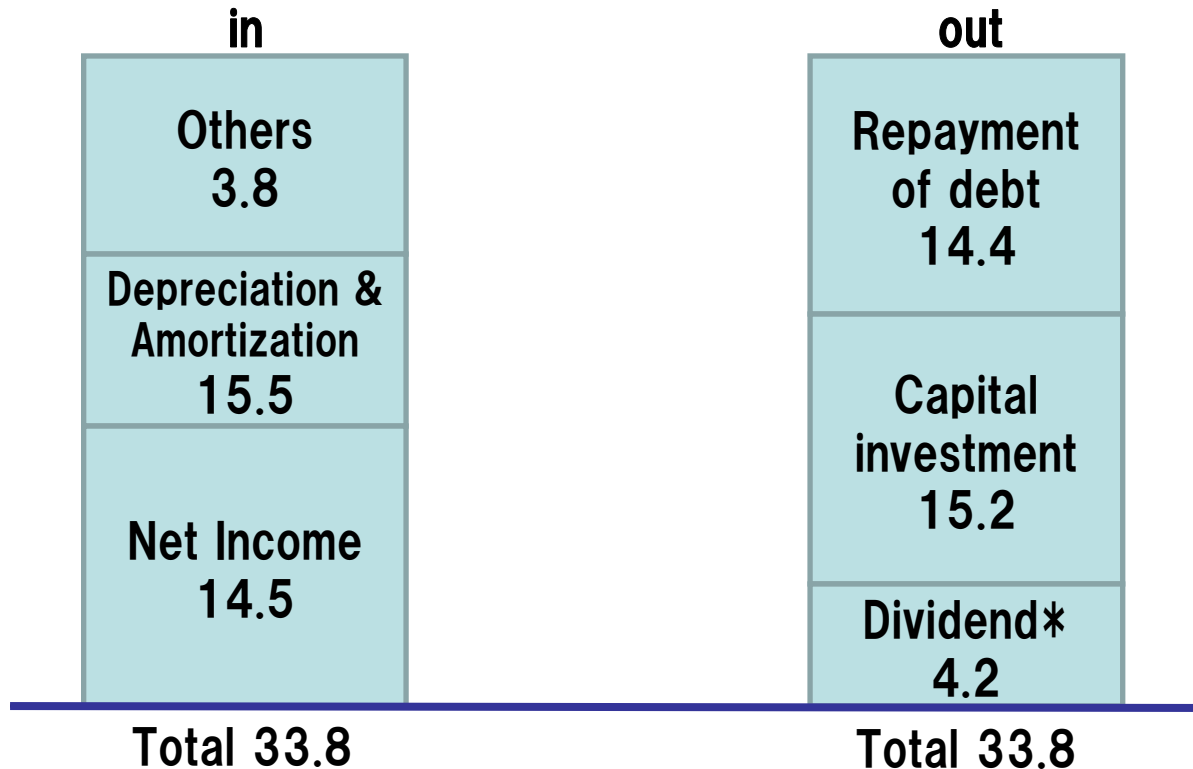 in
Others
3.8
Depreciation &
Amortization
15.5
Net Income
14.5
Total 33.8
out
Repayment
of debt
14.4
Capital
investment
15.2
Dividend*
4.2
Total 33.8